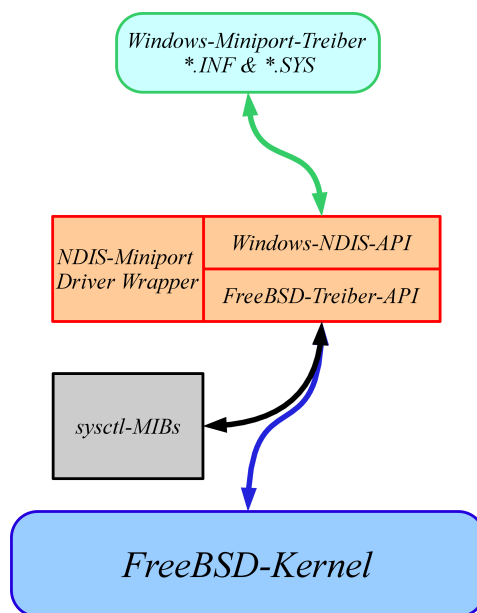 Windows-Miniport-Treiber
*.INF & *.SYS
NDIS-Miniport
Driver Wrapper
Windows-NDIS-API
FreeBSD-Treiber-API
sysctl-MIBs
FreeBSD-Kernel